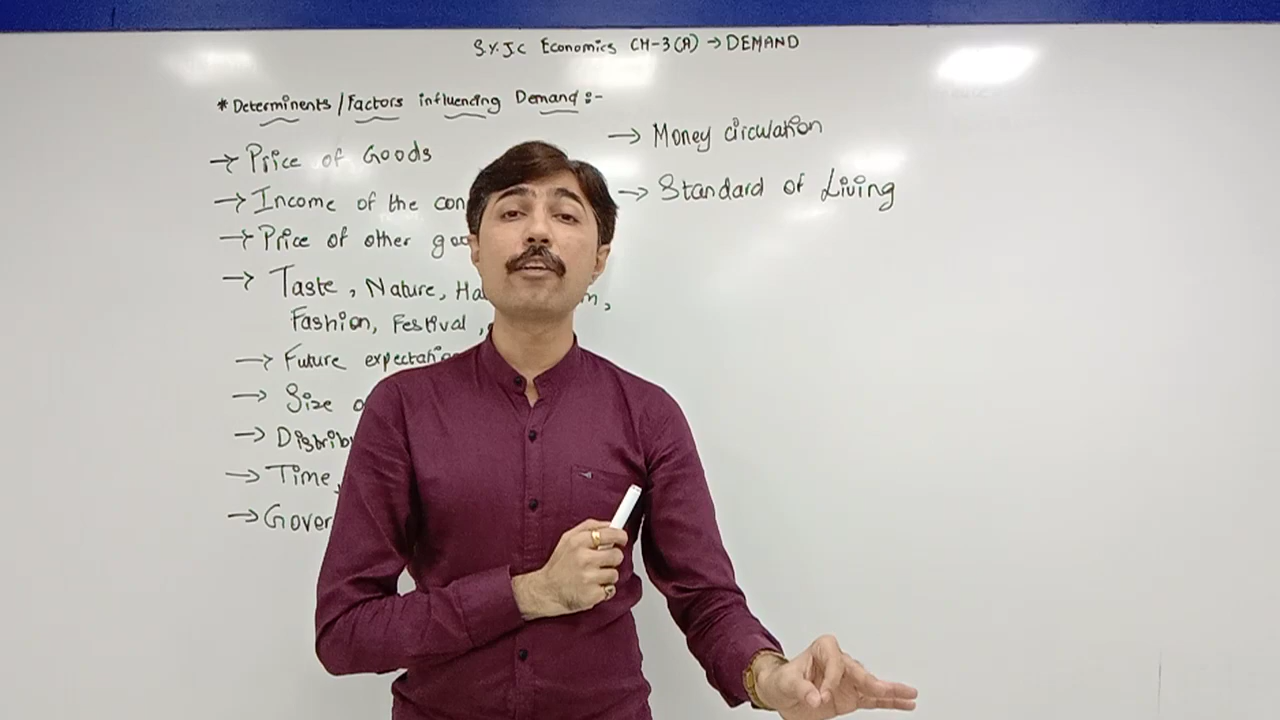 S.Y.J.C Economics CH-3(A) → DEMAND
* Determinents / Factors influencing Demand :-
→ Price of Goods
→ Income of the con
→ Price of other goo
→ Taste, Nature, Ha
Fashion, Festival,
→ Future expectatio
→ Size o
→ Distrib
→ Time,
→ Gover
→ Money circulation
→ Standard of Living